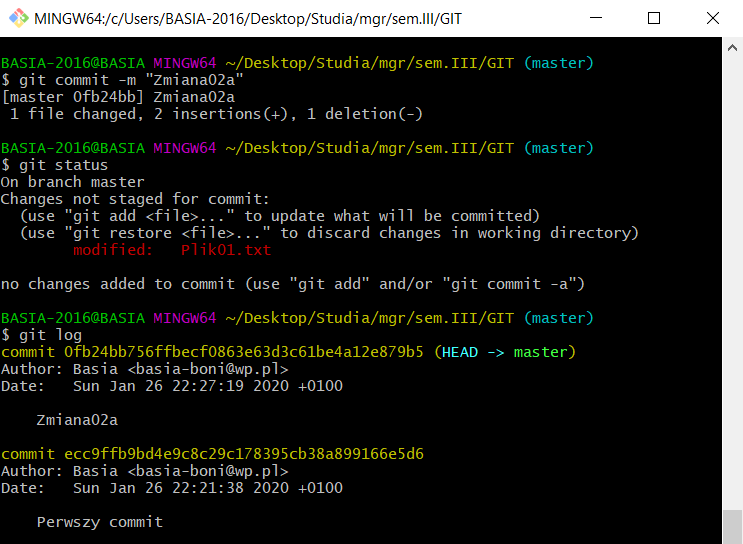 MINGW64:/c/Users/BASIA-2016/Desktop/Studia/mgr/sem.III/GIT
BASIA-2016@BASIA MINGW64 ~/Desktop/Studia/mgr/sem.III/GIT (master)
$ git commit -m "Zmiana02a"
[master 0fb24bb] Zmiana02a
 1 file changed, 2 insertions(+), 1 deletion(-)
BASIA-2016@BASIA MINGW64 ~/Desktop/Studia/mgr/sem.III/GIT (master)
$ git status
On branch master
Changes not staged for commit:
  (use "git add <file>..." to update what will be committed)
  (use "git restore <file>..." to discard changes in working directory)
        modified:   Plik01.txt
no changes added to commit (use "git add" and/or "git commit -a")
BASIA-2016@BASIA MINGW64 ~/Desktop/Studia/mgr/sem.III/GIT (master)
$ git log
commit 0fb24bb756ffbecf0863e63d3c61be4a12e879b5 (HEAD -> master)
Author: Basia <basia-boni@wp.pl>
Date:   Sun Jan 26 22:27:19 2020 +0100
    Zmiana02a
commit ecc9ffb9bd4e9c8c29c178395cb38a899166e5d6
Author: Basia <basia-boni@wp.pl>
Date:   Sun Jan 26 22:21:38 2020 +0100
    Perwszy commit